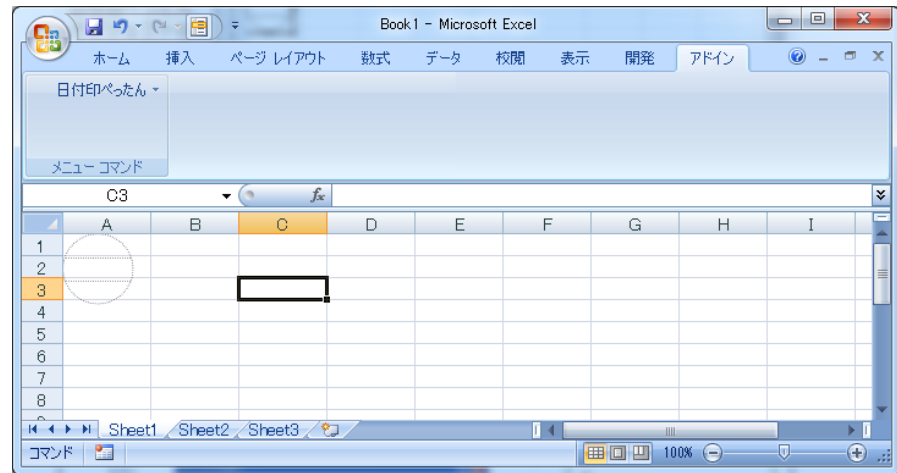 Book1 - Microsoft Excel
ホーム 挿入 ページ レイアウト 数式 データ 校閲 表示 開発 アドイン
日付印ぺったん
メニュー コマンド
C3 fx
A B C D E F G H I
1
2
3
4
5
6
7
8
Sheet1 Sheet2 Sheet3
コマンド 100%